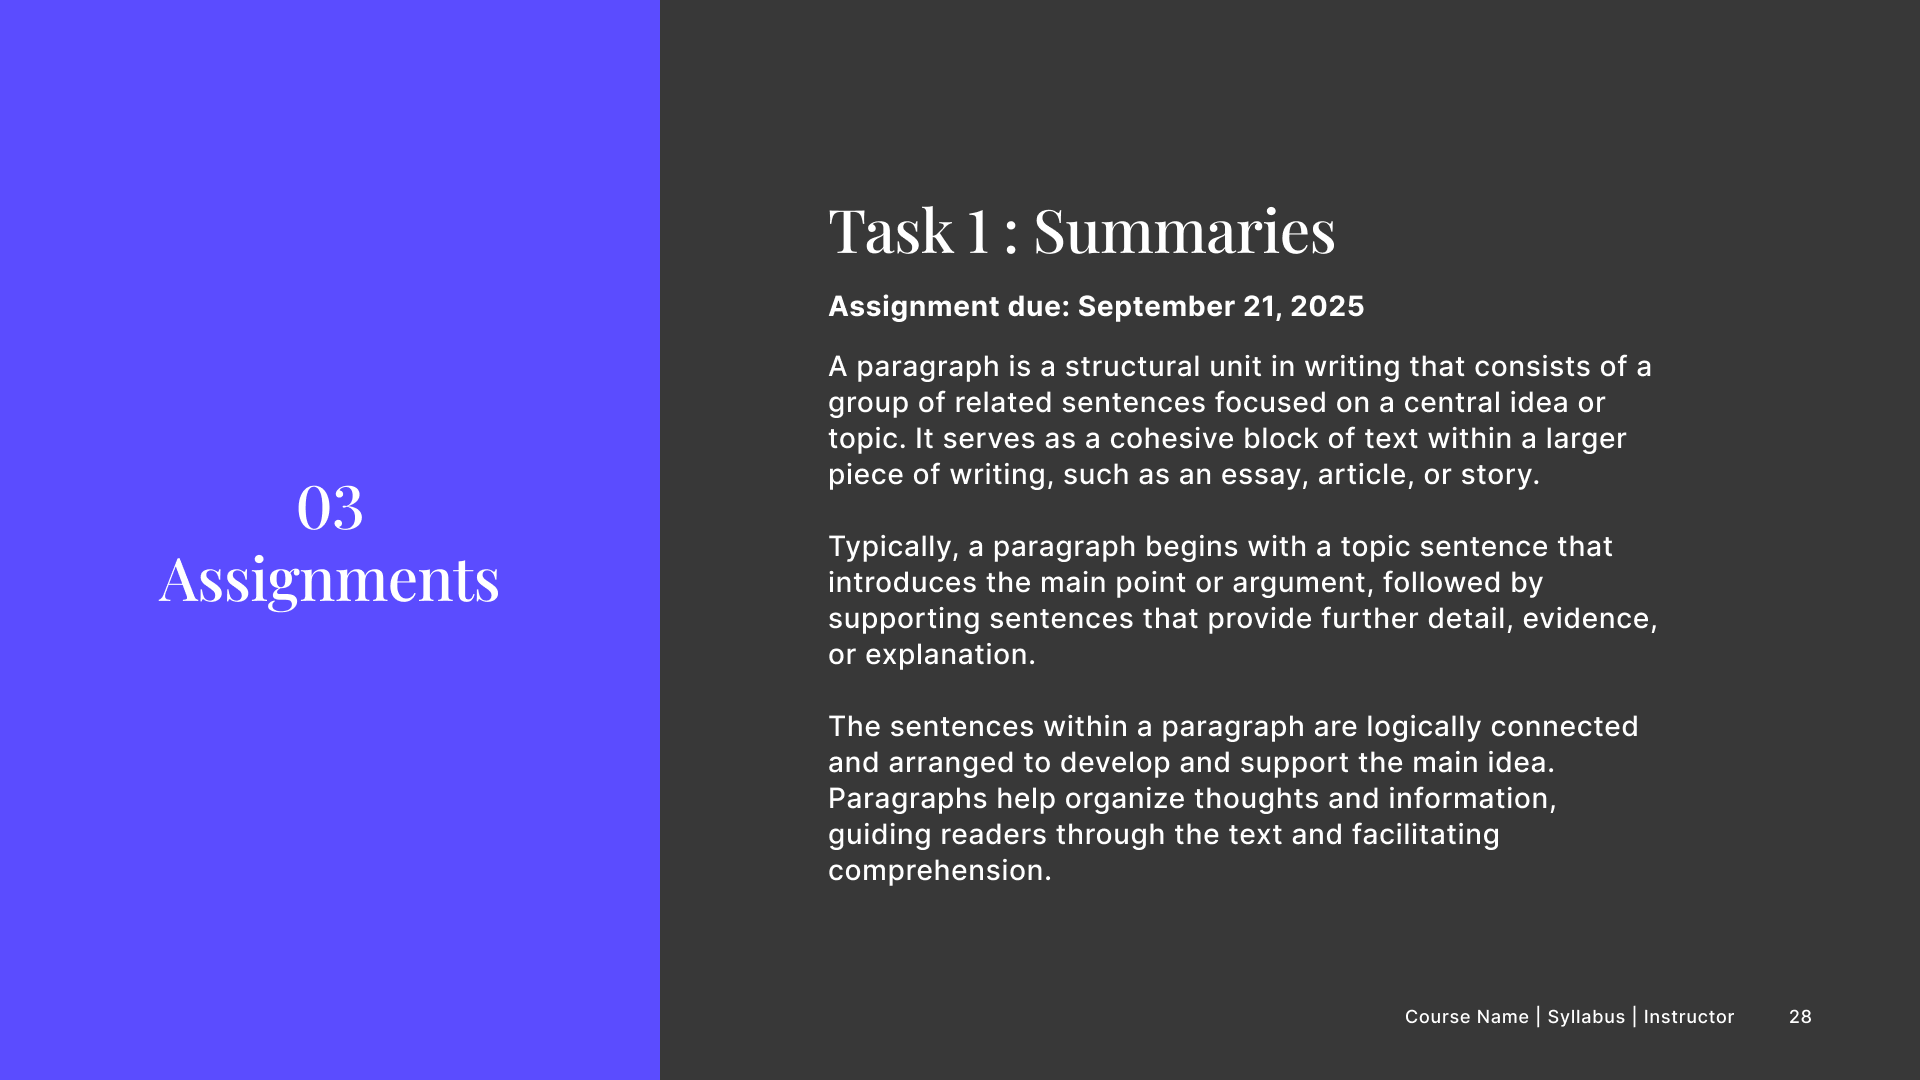 03
Assignments
Task 1 : Summaries
Assignment due: September 21, 2025
A paragraph is a structural unit in writing that consists of a
group of related sentences focused on a central idea or
topic. It serves as a cohesive block of text within a larger
piece of writing, such as an essay, article, or story.
Typically, a paragraph begins with a topic sentence that
introduces the main point or argument, followed by
supporting sentences that provide further detail, evidence,
or explanation.
The sentences within a paragraph are logically connected
and arranged to develop and support the main idea.
Paragraphs help organize thoughts and information,
guiding readers through the text and facilitating
comprehension.
Course Name | Syllabus | Instructor 28